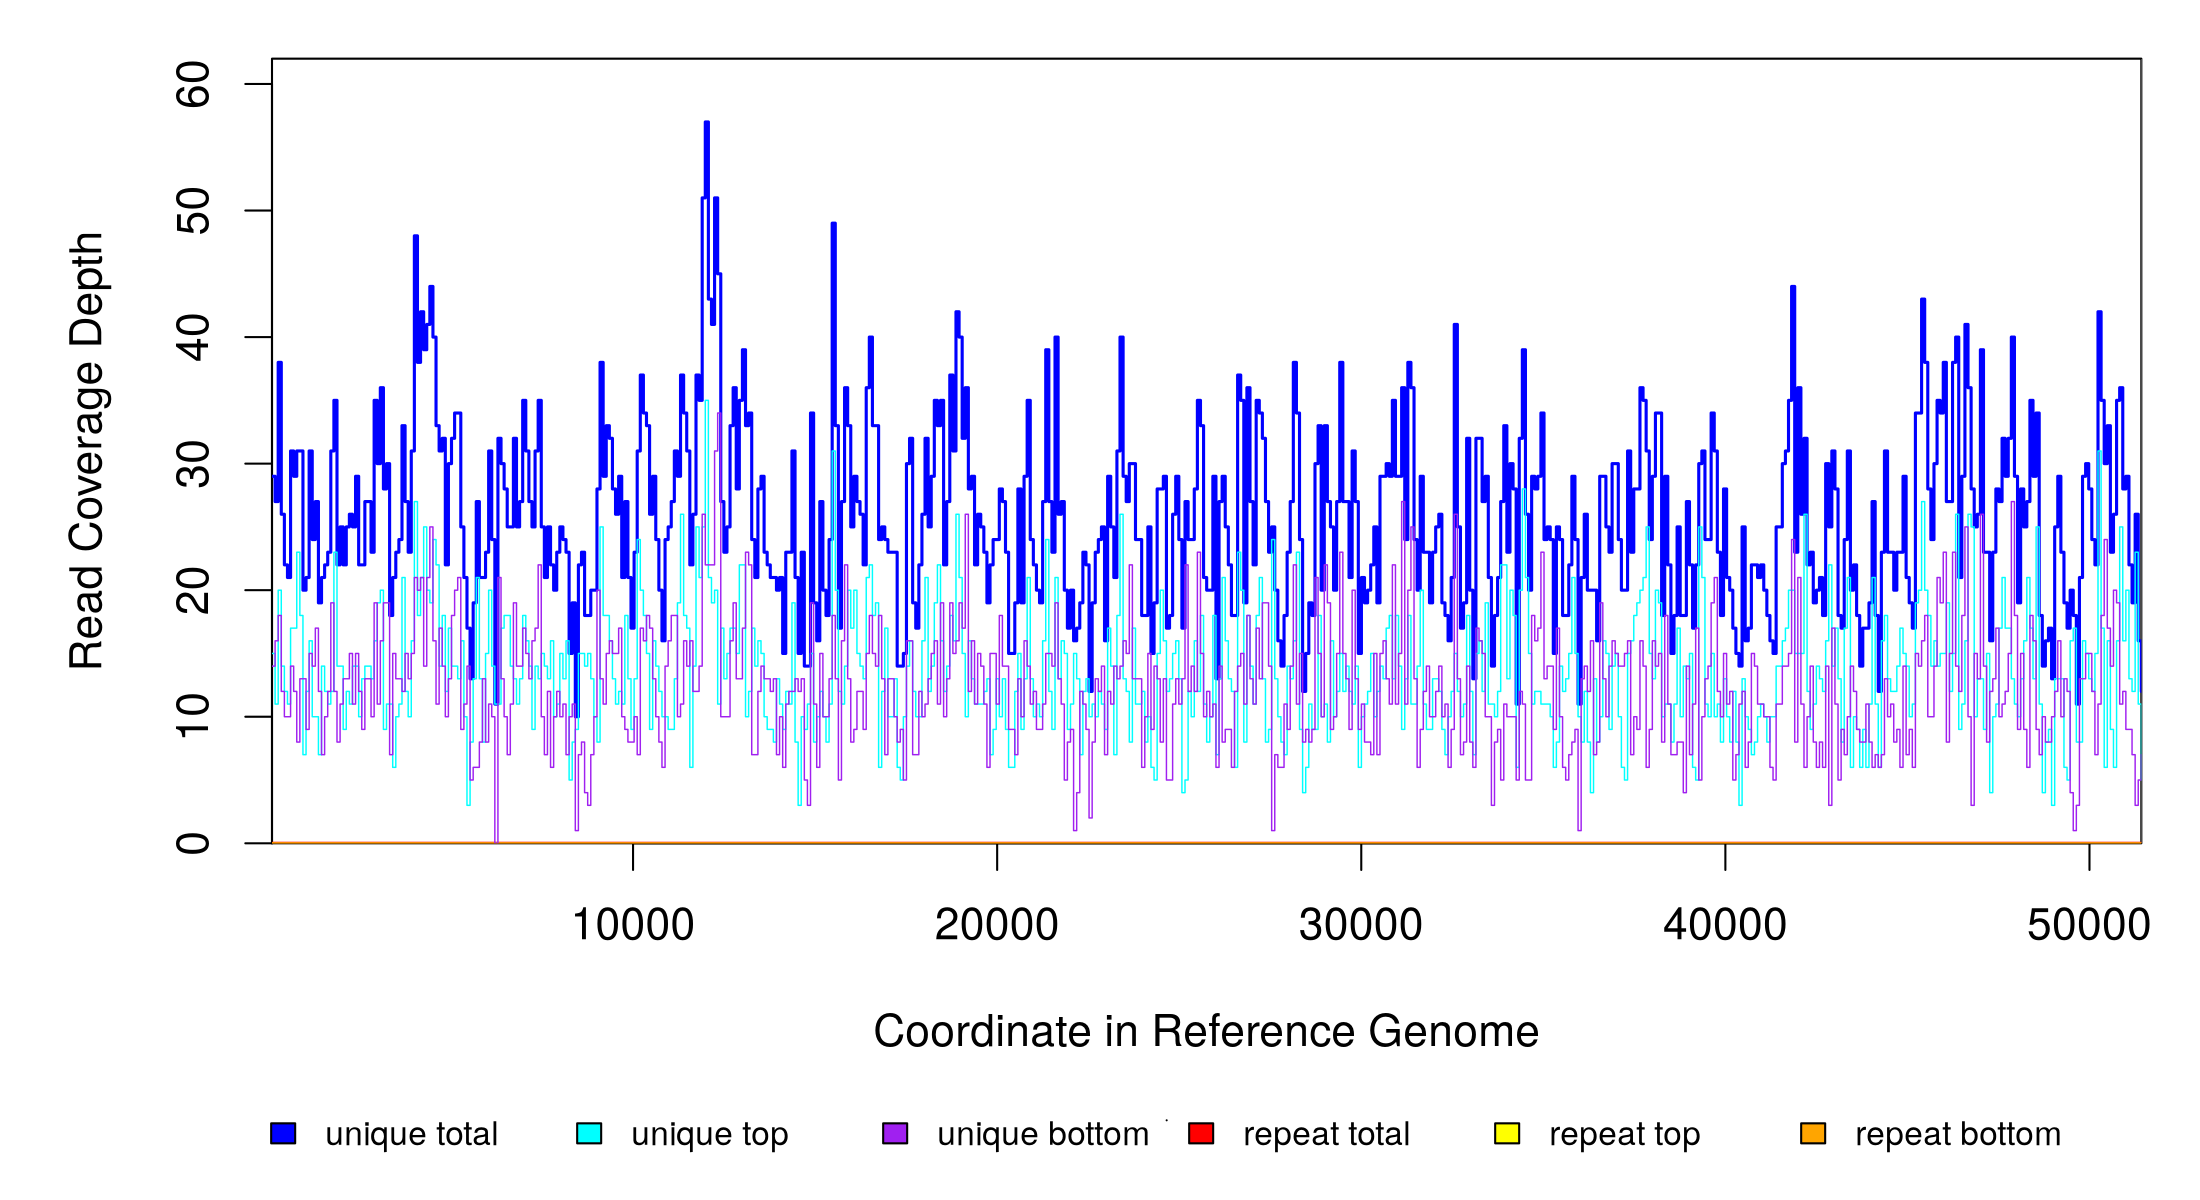 Read Coverage Depth
60
50
40
30
20
10
0
10000 20000 30000 40000 50000
Coordinate in Reference Genome
unique total unique top unique bottom repeat total repeat top repeat bottom